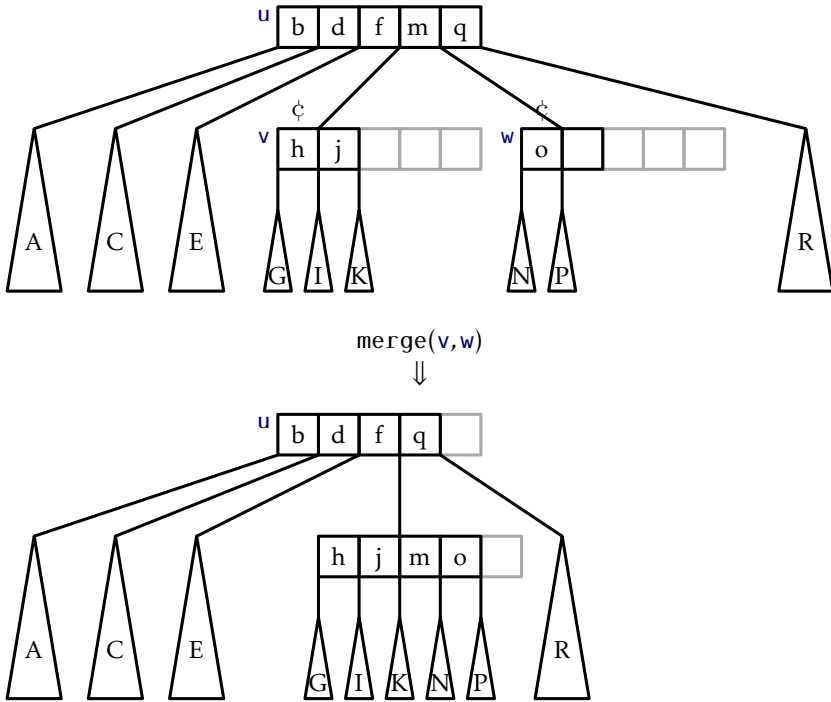 u b d f m q
¢ ¢
v h j w o
A C E R
G I K N P
merge(v,w)
⇓
u b d f q
h j m o
A C E R
G I K N P